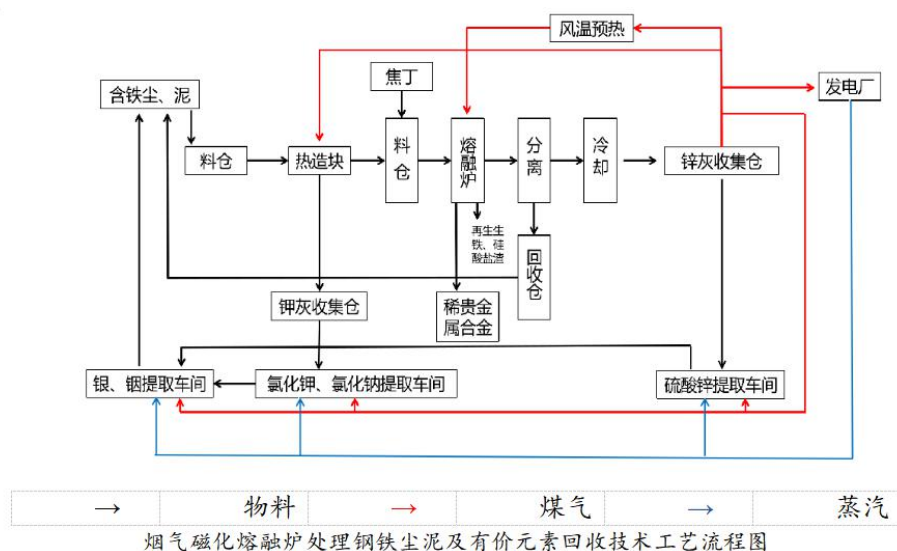 风温预热
焦丁
含铁尘、泥
发电厂
料仓
热造块
料仓
熔融炉
分离
冷却
锌灰收集仓
再生生
铁、硅
酸盐渣
回收仓
钾灰收集仓
稀贵金
属合金
银、铟提取车间
氯化钾、氯化钠提取车间
硫酸锌提取车间
物料
煤气
蒸汽
烟气磁化熔融炉处理钢铁尘泥及有价元素回收技术工艺流程图